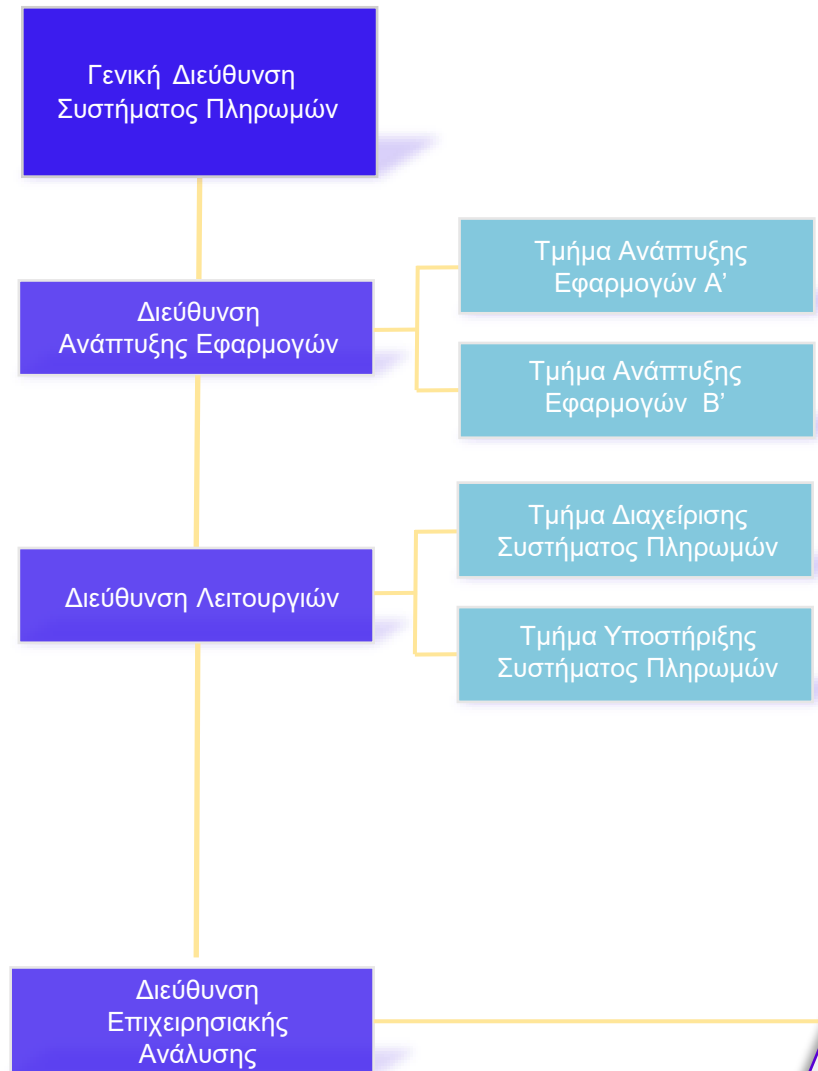 Γενική Διεύθυνση
Συστήματος Πληρωμών
Διεύθυνση
Ανάπτυξης Εφαρμογών
Τμήμα Ανάπτυξης
Εφαρμογών Α’
Τμήμα Ανάπτυξης
Εφαρμογών Β’
Διεύθυνση Λειτουργιών
Τμήμα Διαχείρισης
Συστήματος Πληρωμών
Τμήμα Υποστήριξης
Συστήματος Πληρωμών
Διεύθυνση
Επιχειρησιακής
Ανάλυσης